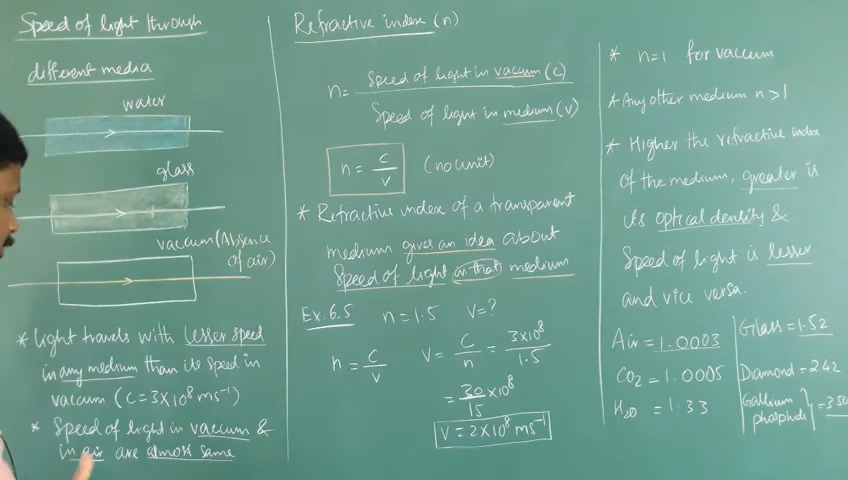 Speed of light through
different media
water
glass
vaccum (Absence
of air)
* light travels with lesser speed
in any medium than its speed in
vaccum (C = 3×10⁸ ms⁻¹)
* Speed of light in vaccum &
in air are almost same
Refractive index (n)
n = Speed of light in vaccum (c)
Speed of light in medium (v)
n = c/v (no unit)
* Refractive index of a transparent
medium gives an idea about
Speed of light in that medium
Ex. 6.5 n = 1.5 v = ?
n = c/v v = c/n = 3×10⁸/1.5
= 30/15 ×10⁸
V = 2×10⁸ ms⁻¹
* n=1 for vaccum
* Any other medium n >1
* Higher the refractive index
of the medium, greater is
its optical density &
Speed of light is lesser
and vice versa.
Air = 1.0003
CO₂ = 1.0005
H₂O = 1.33
Glass = 1.52
Diamond = 2.42
Gallium
phosphide } = 3.50